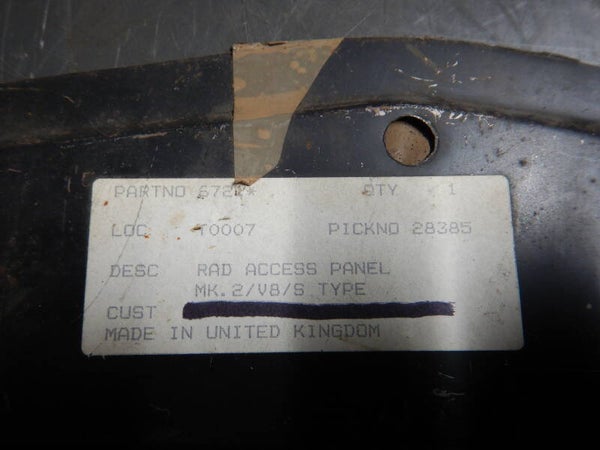 PARTNO 672 * QTY 1
LOC T0007 PICKNO 28385
DESC RAD ACCESS PANEL
MK.2/V8/S TYPE
CUST
MADE IN UNITED KINGDOM